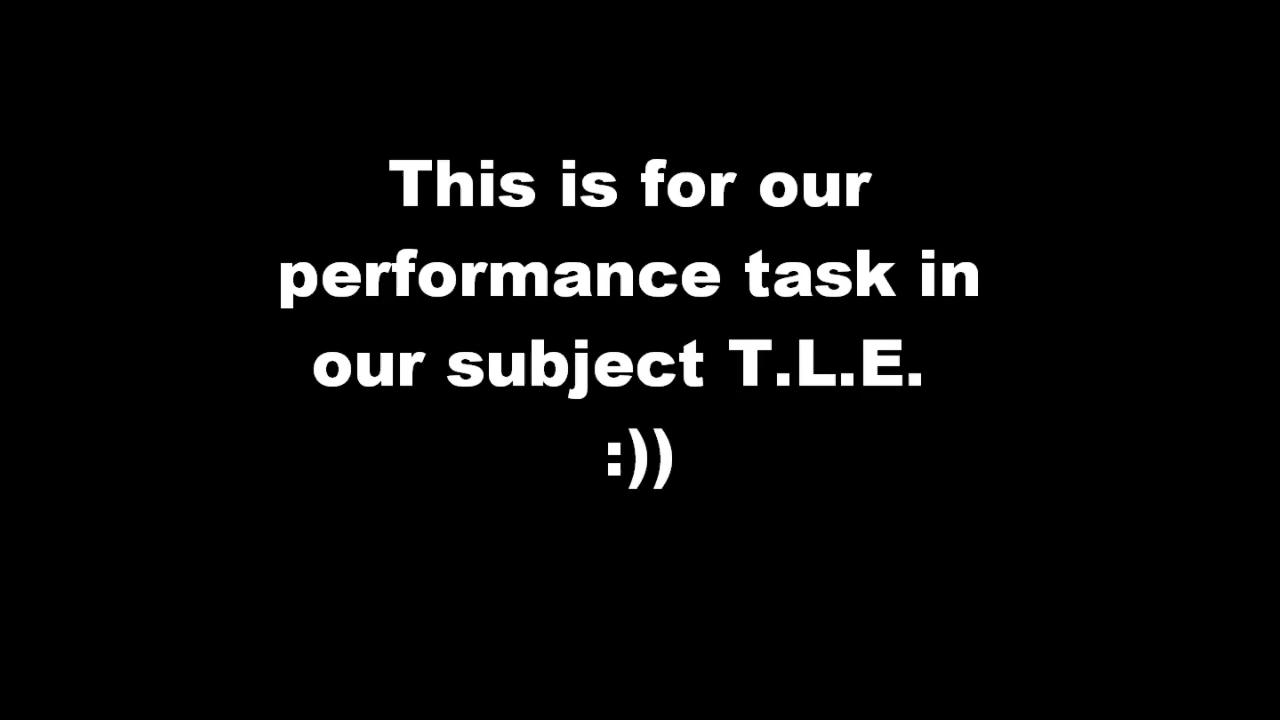 This is for our
performance task in
our subject T.L.E.
:))